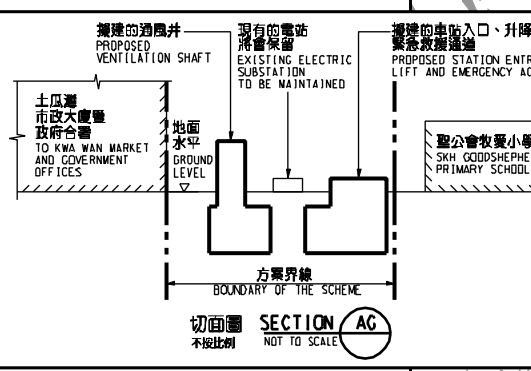 擬建的通風井
PROPOSED
VENTILATION SHAFT
現有的電站
將會保留
EXISTING ELECTRIC
SUBSTATION
TO BE MAINTAINED
擬建的車站入口、升降
緊急救援通道
PROPOSED STATION ENTR
LIFT AND EMERGENCY AC
土瓜灣
市政大廈暨
政府合署
TO KWA WAN MARKET
AND GOVERNMENT
OFFICES
地面
水平
GROUND
LEVEL
聖公會牧愛小學
SKH GOODSHEPHE
PRIMARY SCHOOL
方案界線
BOUNDARY OF THE SCHEME
切面圖
不按比例
SECTION AG
NOT TO SCALE